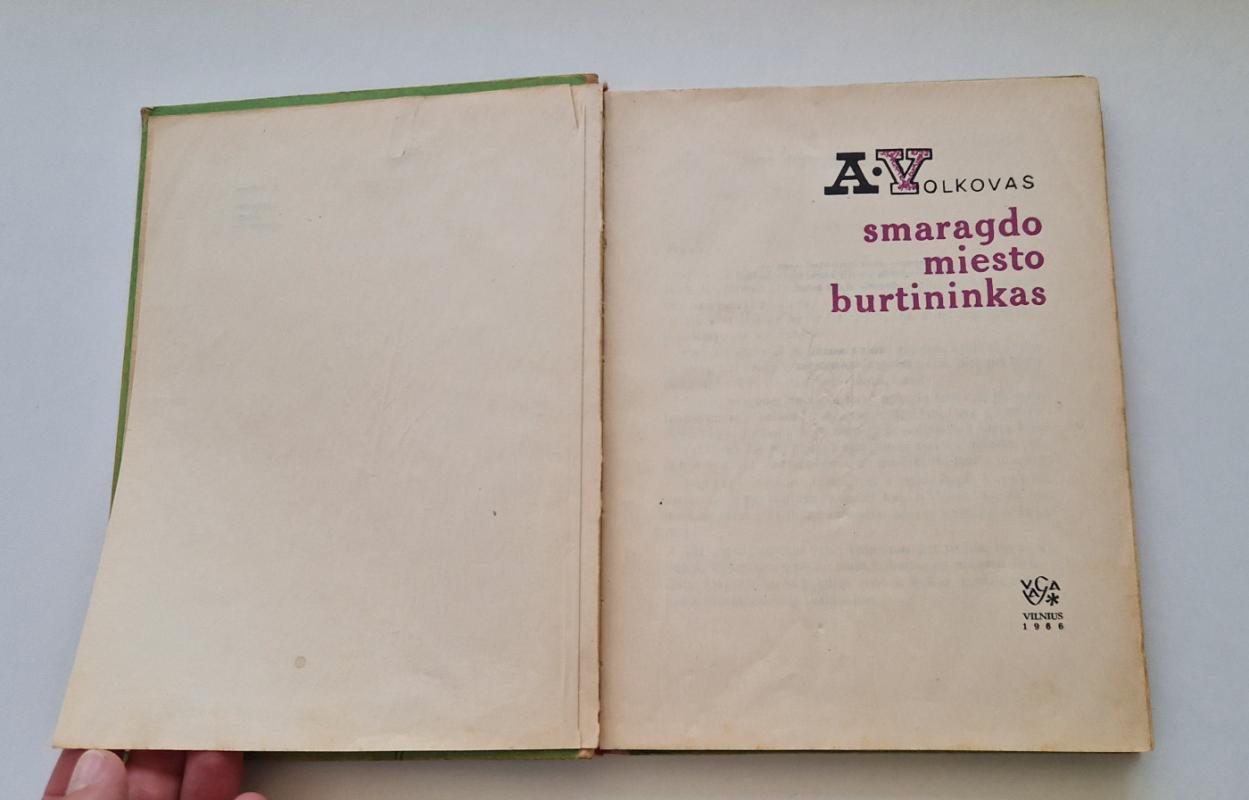 A·VOLKOVAS
smaragdo
miesto
burtininkas
VAGA
VILNIUS
1966